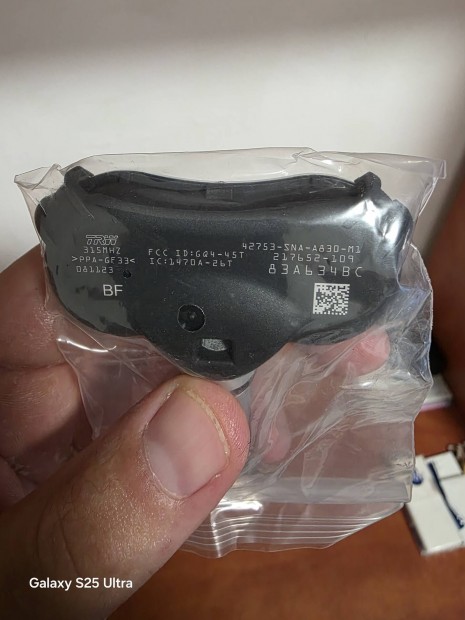 TRW
315MHZ
>PPA-GF33<
081123
BF
FCC ID:GQ4-45T
IC:1470A-26T
42753-SNA-A830-M1
217652-109
83A634BC
Galaxy S25 Ultra